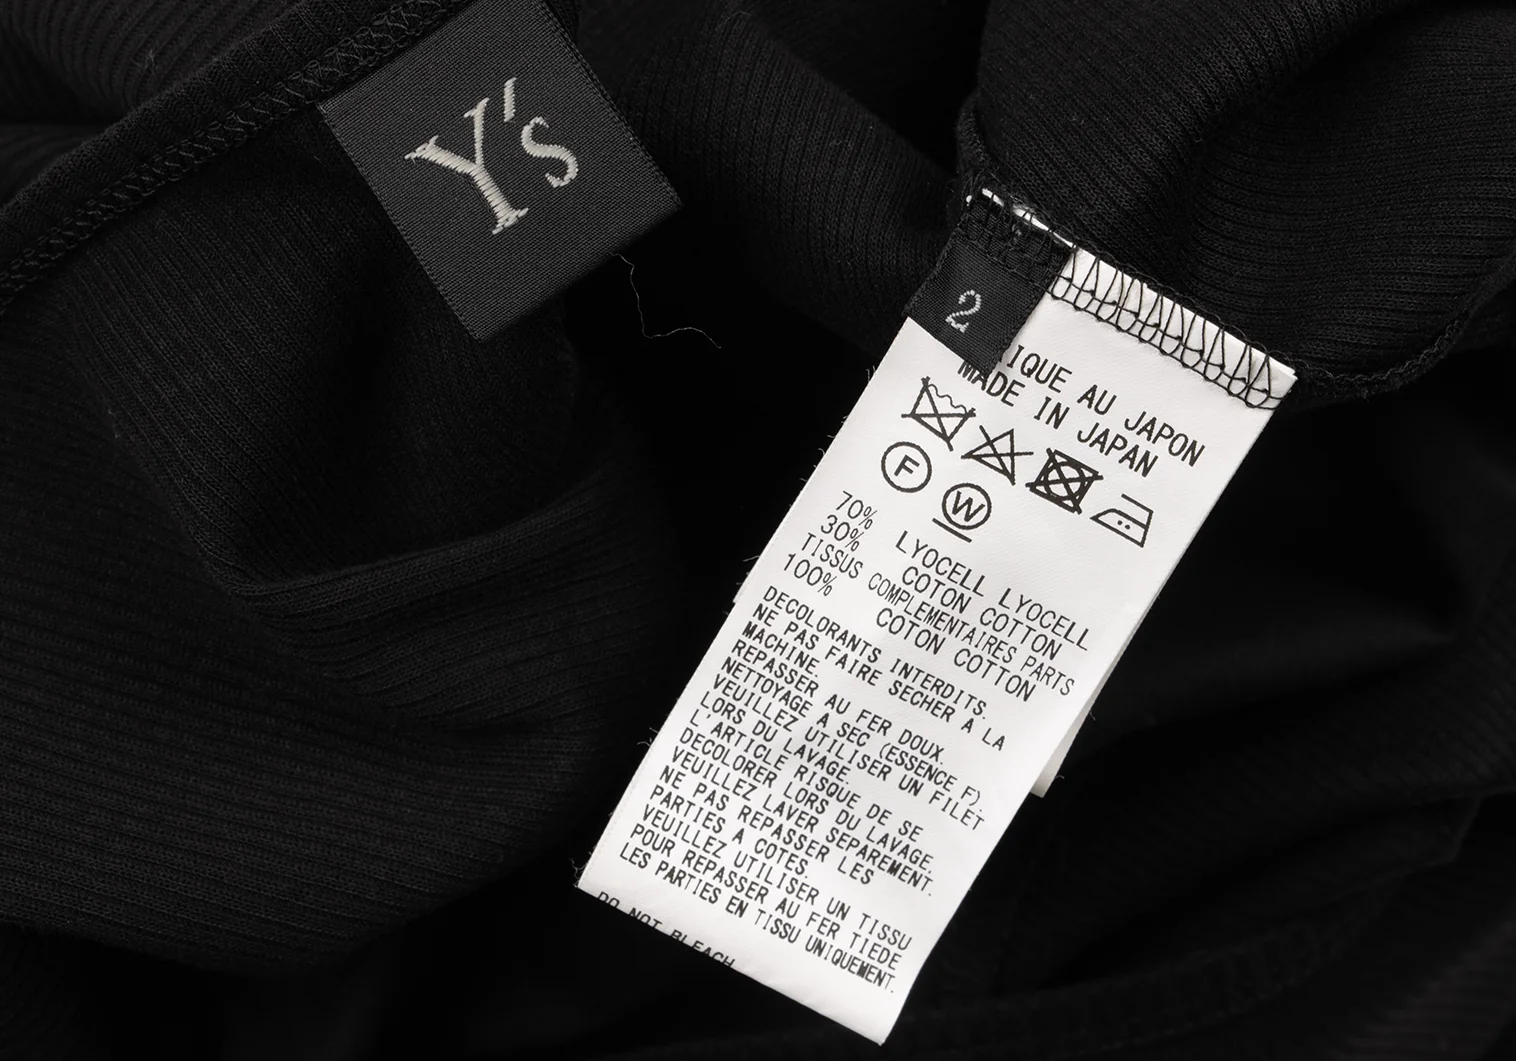 Y's
2
IQUE AU JAPON
MADE IN JAPAN
F
W
70% LYOCELL LYOCELL
30% COTON COTTON
TISSUS COMPLEMENTAIRES PARTS
100% COTON COTTON
DECOLORANTS INTERDITS.
NE PAS FAIRE SECHER A LA
MACHINE.
REPASSER AU FER DOUX.
NETTOYAGE A SEC (ESSENCE F).
VEUILLEZ UTILISER UN FILET
LORS DU LAVAGE.
L'ARTICLE RISQUE DE SE
DECOLORER LORS DU LAVAGE.
VEUILLEZ LAVER SEPAREMENT.
NE PAS REPASSER LES
PARTIES A COTES.
VEUILLEZ UTILISER UN TISSU
POUR REPASSER AU FER TIEDE
LES PARTIES EN TISSU UNIQUEMENT.
DO NOT BLEACH